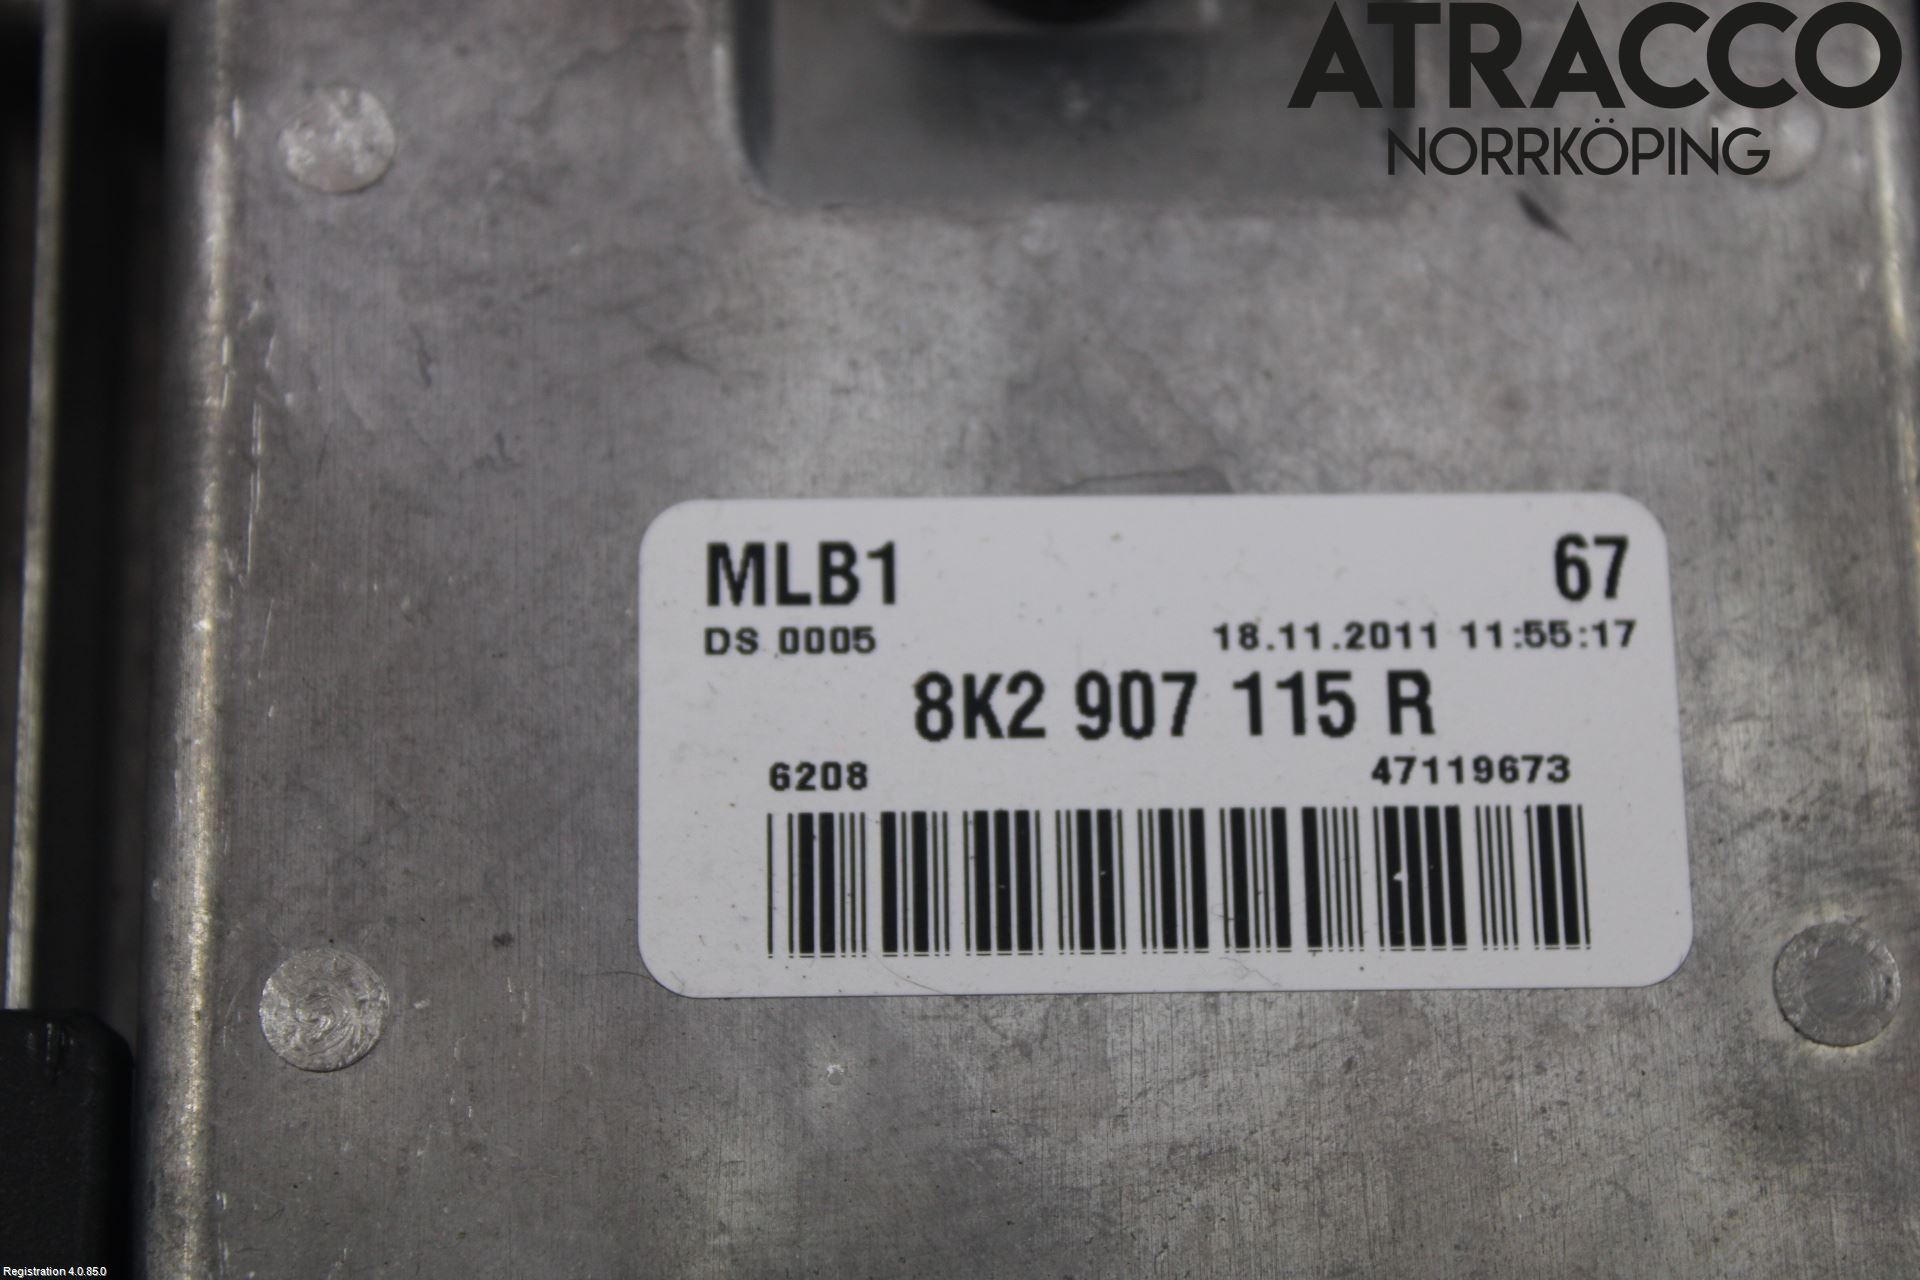 ATRACCO
NORRKÖPING
MLB1 67
DS 0005 18.11.2011 11:55:17
8K2 907 115 R
6208 47119673
Registration 4.0.85.0